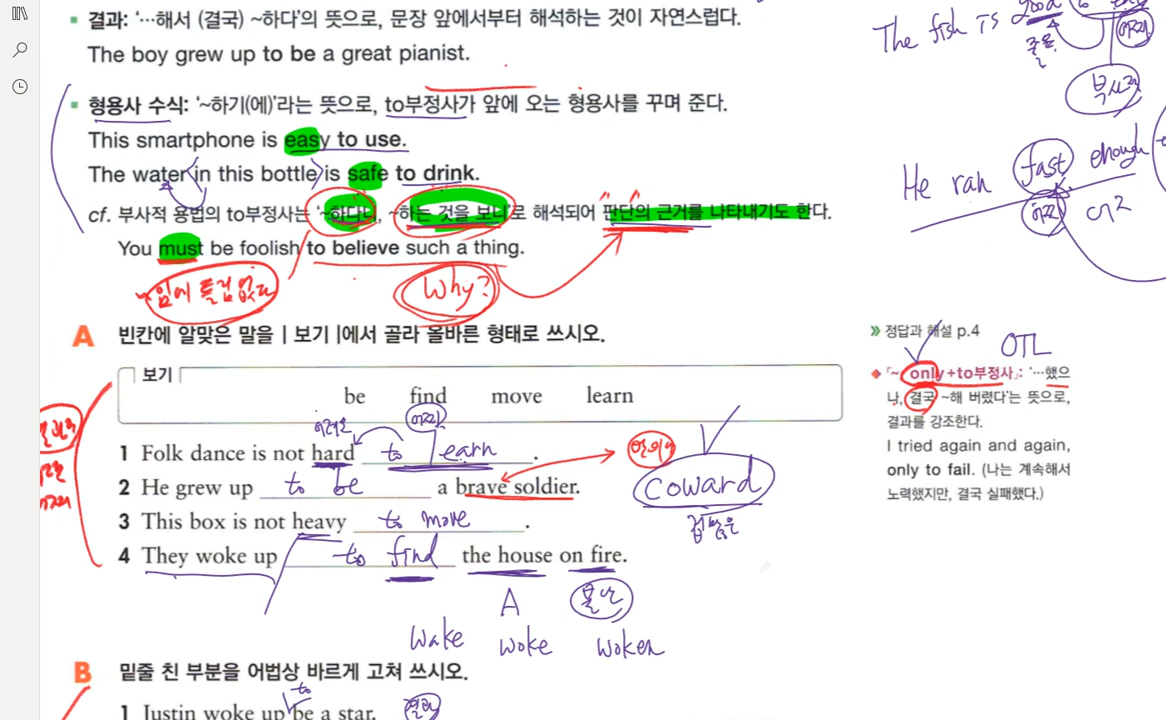 ▪ 결과: ‘…해서 (결국) ~하다’의 뜻으로, 문장 앞에서부터 해석하는 것이 자연스럽다.
The boy grew up to be a great pianist.
The fish is good
▪ 형용사 수식: ‘~하기(에)’라는 뜻으로, to부정사가 앞에 오는 형용사를 꾸며 준다.
This smartphone is easy to use.
The water in this bottle is safe to drink.
He ran fast enough
cf. 부사적 용법의 to부정사는 ‘~하다니, ~하는 것을 보니’로 해석되어 판단의 근거를 나타내기도 한다.
You must be foolish to believe such a thing.
~임에 틀림없다
Why?
A 빈칸에 알맞은 말을 | 보기 |에서 골라 올바른 형태로 쓰시오.
보기
be find move learn
1 Folk dance is not hard to learn .
2 He grew up to be a brave soldier.
coward
3 This box is not heavy to move .
4 They woke up to find the house on fire.
A
wake woke woken
» 정답과 해설 p.4
OTL
◆ 「~ only+to부정사」: ‘…했으
나, 결국 ~해 버렸다’는 뜻으로,
결과를 강조한다.
I tried again and again,
only to fail. (나는 계속해서
노력했지만, 결국 실패했다.)
B 밑줄 친 부분을 어법상 바르게 고쳐 쓰시오.
to
1 Justin woke up be a star.